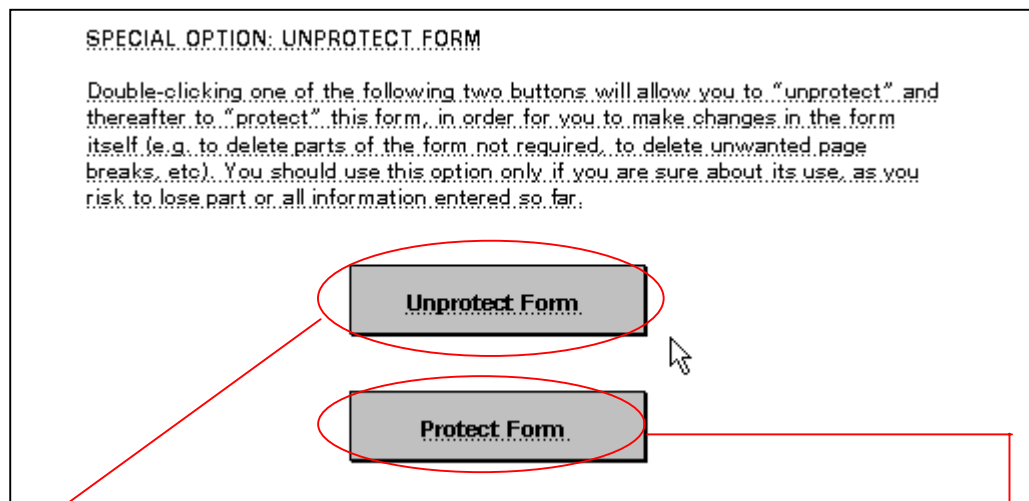 SPECIAL OPTION: UNPROTECT FORM
Double-clicking one of the following two buttons will allow you to "unprotect" and
thereafter to "protect" this form, in order for you to make changes in the form
itself (e.g. to delete parts of the form not required, to delete unwanted page
breaks, etc). You should use this option only if you are sure about its use, as you
risk to lose part or all information entered so far.
Unprotect Form
Protect Form